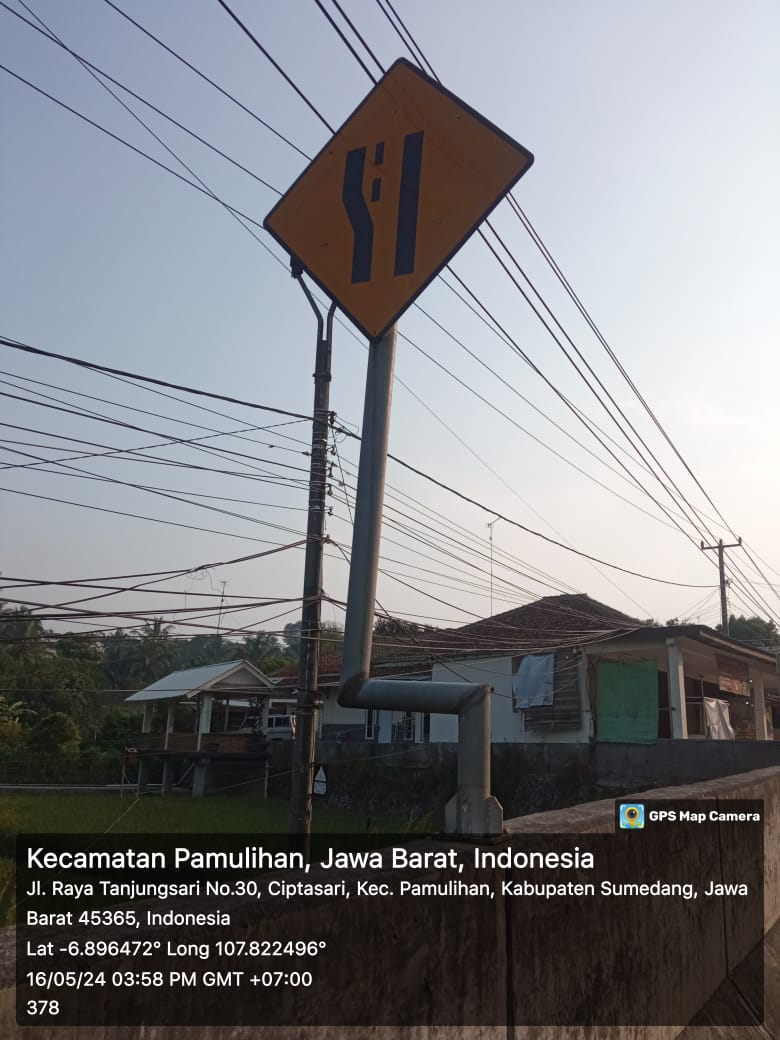 GPS Map Camera
Kecamatan Pamulihan, Jawa Barat, Indonesia
Jl. Raya Tanjungsari No.30, Ciptasari, Kec. Pamulihan, Kabupaten Sumedang, Jawa
Barat 45365, Indonesia
Lat -6.896472° Long 107.822496°
16/05/24 03:58 PM GMT +07:00
378